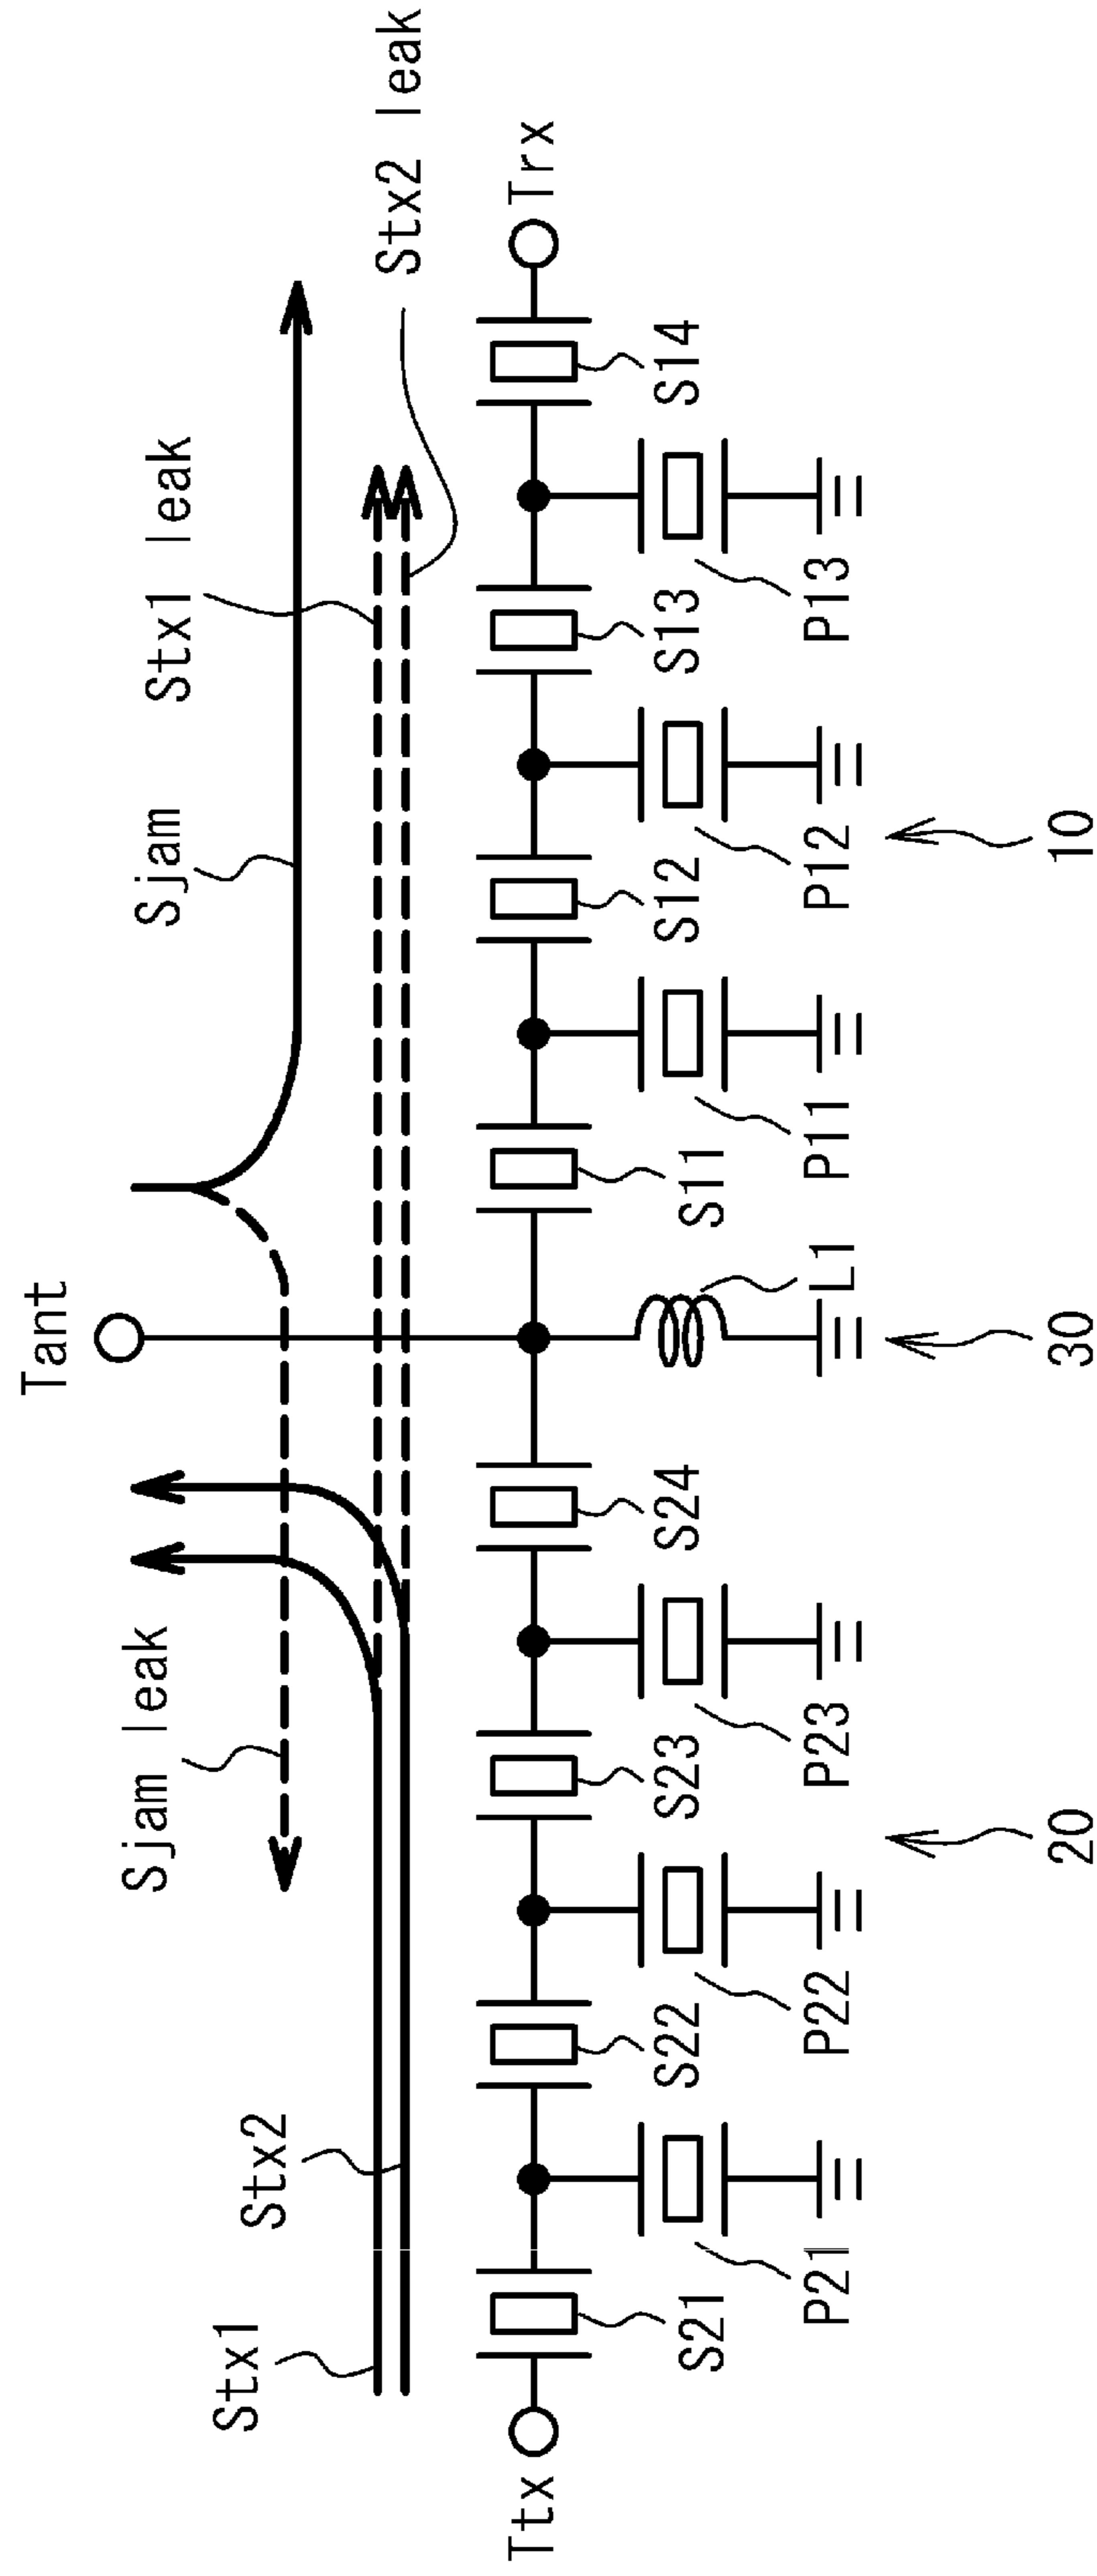 Tant
Sjam leak
Sjam
Stx1 leak
Stx2 leak
Stx1
Stx2
Ttx
Trx
S21
S22
S23
S24
S11
S12
S13
S14
P21
P22
P23
L1
P11
P12
P13
20
30
10